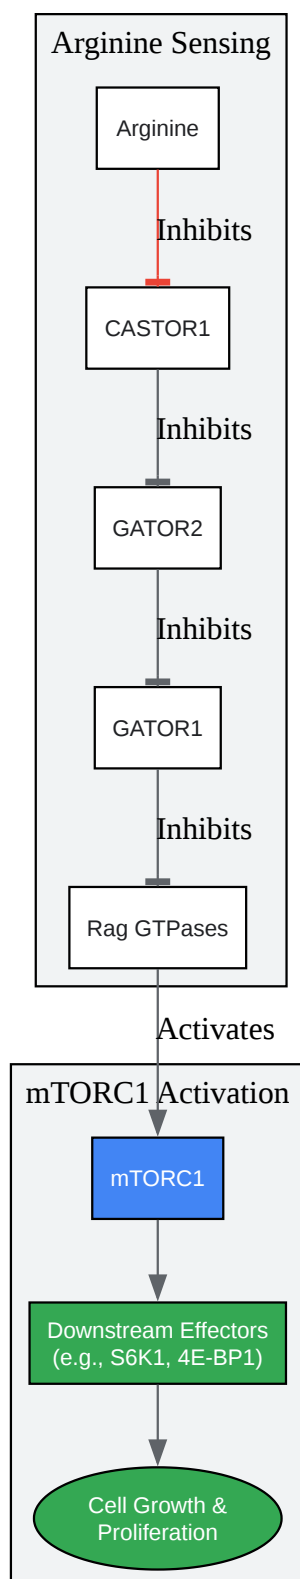 Arginine Sensing
Arginine
Inhibits
CASTOR1
Inhibits
GATOR2
Inhibits
GATOR1
Inhibits
Rag GTPases
Activates
mTORC1 Activation
mTORC1
Downstream Effectors
(e.g., S6K1, 4E-BP1)
Cell Growth &
Proliferation